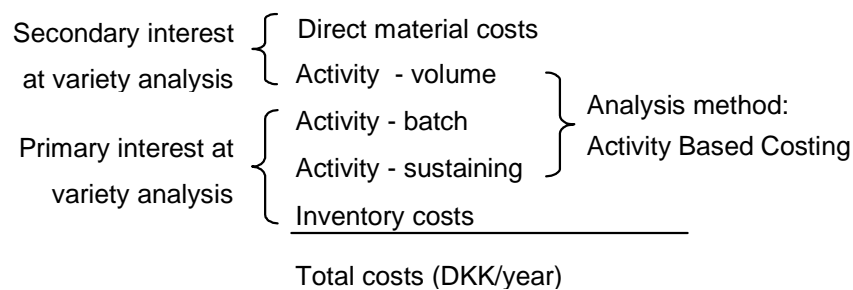 Secondary interest
at variety analysis
Direct material costs
Activity - volume
Primary interest at
variety analysis
Activity - batch
Activity - sustaining
Inventory costs
Analysis method:
Activity Based Costing
Total costs (DKK/year)